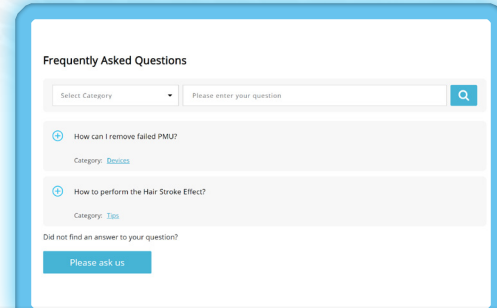 Frequently Asked Questions
Select Category
Please enter your question
How can I remove failed PMU?
Category: Devices
How to perform the Hair Stroke Effect?
Category: Tips
Did not find an answer to your question?
Please ask us